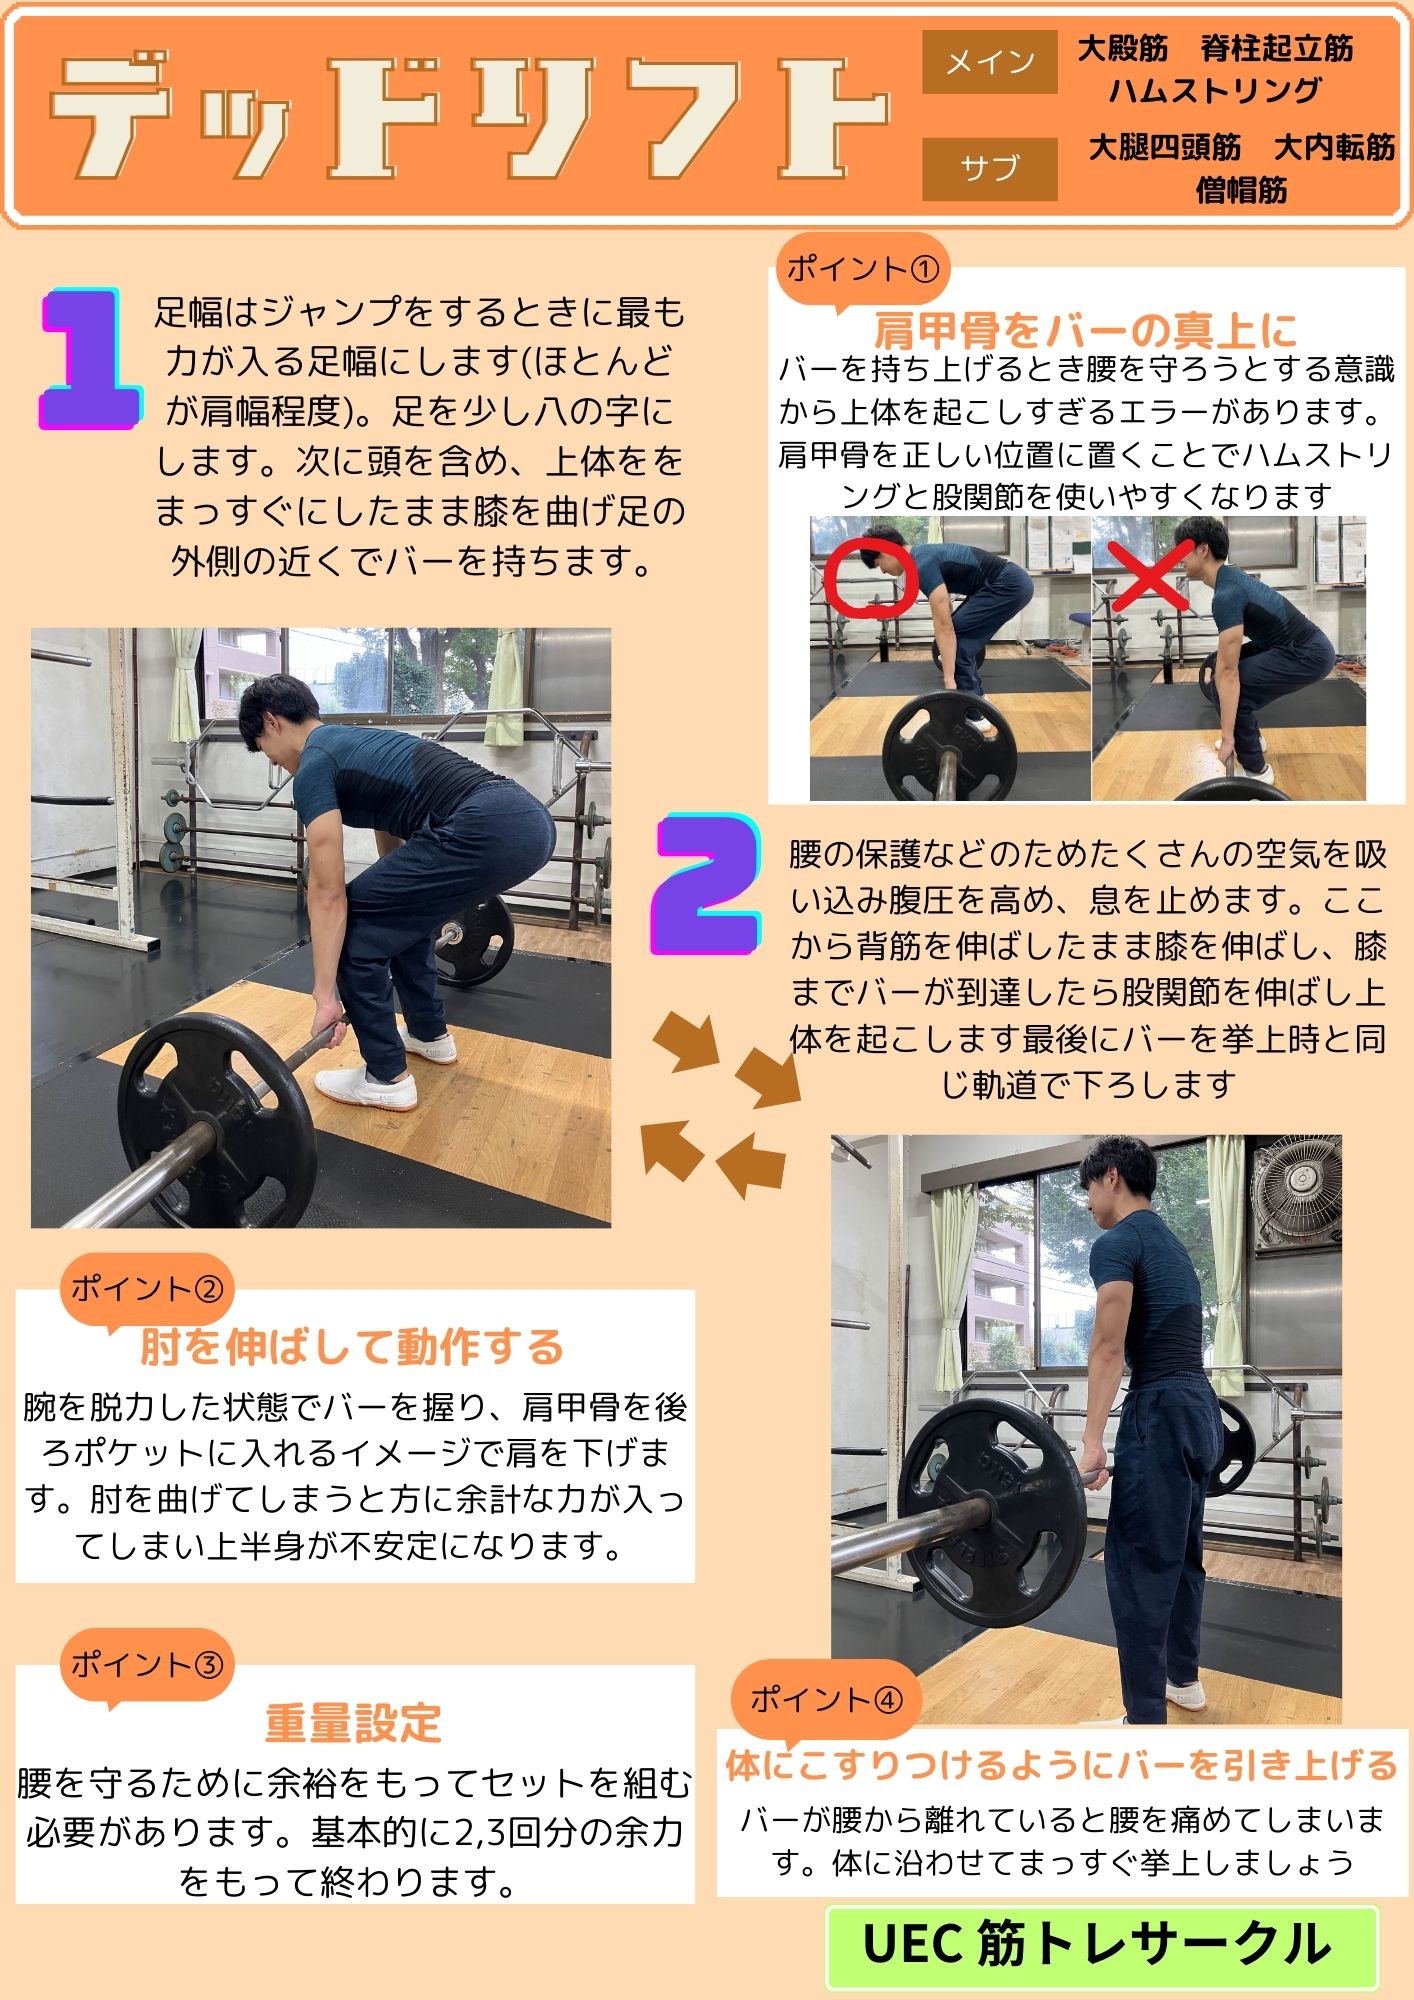 デッドリフト
メイン
大殿筋　脊柱起立筋
ハムストリング
サブ
大腿四頭筋　大内転筋
僧帽筋
1
足幅はジャンプをするときに最も
力が入る足幅にします(ほとんど
が肩幅程度)。足を少し八の字に
します。次に頭を含め、上体をを
まっすぐにしたまま膝を曲げ足の
外側の近くでバーを持ちます。
ポイント①
肩甲骨をバーの真上に
バーを持ち上げるとき腰を守ろうとする意識
から上体を起こしすぎるエラーがあります。
肩甲骨を正しい位置に置くことでハムストリ
ングと股関節を使いやすくなります
2
腰の保護などのためたくさんの空気を吸
い込み腹圧を高め、息を止めます。ここ
から背筋を伸ばしたまま膝を伸ばし、膝
までバーが到達したら股関節を伸ばし上
体を起こします最後にバーを挙上時と同
じ軌道で下ろします
ポイント②
肘を伸ばして動作する
腕を脱力した状態でバーを握り、肩甲骨を後
ろポケットに入れるイメージで肩を下げま
す。肘を曲げてしまうと方に余計な力が入っ
てしまい上半身が不安定になります。
ポイント③
重量設定
腰を守るために余裕をもってセットを組む
必要があります。基本的に2,3回分の余力
をもって終わります。
ポイント④
体にこすりつけるようにバーを引き上げる
バーが腰から離れていると腰を痛めてしまいま
す。体に沿わせてまっすぐ挙上しましょう
UEC 筋トレサークル